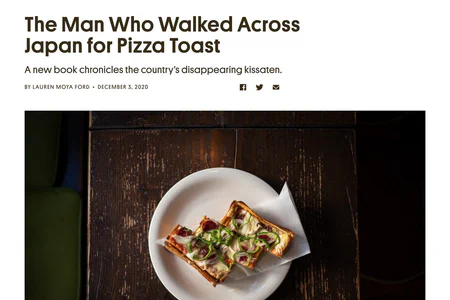 The Man Who Walked Across
Japan for Pizza Toast
A new book chronicles the country's disappearing kissaten.
BY LAUREN MOYA FORD • DECEMBER 3, 2020